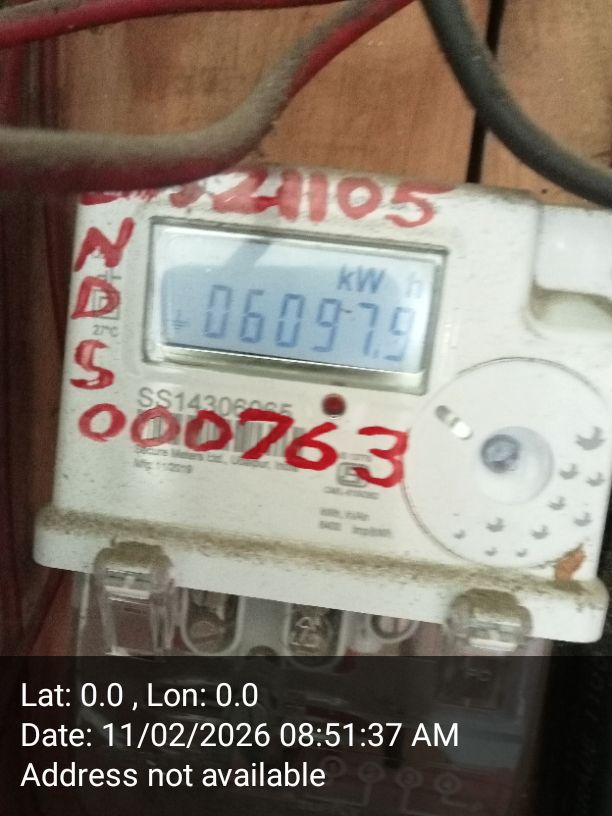 21105
N
D
S
kWh
06097.9
27°C
SS14306065
000763
Secure Meters Ltd., Udaipur, India
Mfg.11/2019
Lat: 0.0 , Lon: 0.0
Date: 11/02/2026 08:51:37 AM
Address not available